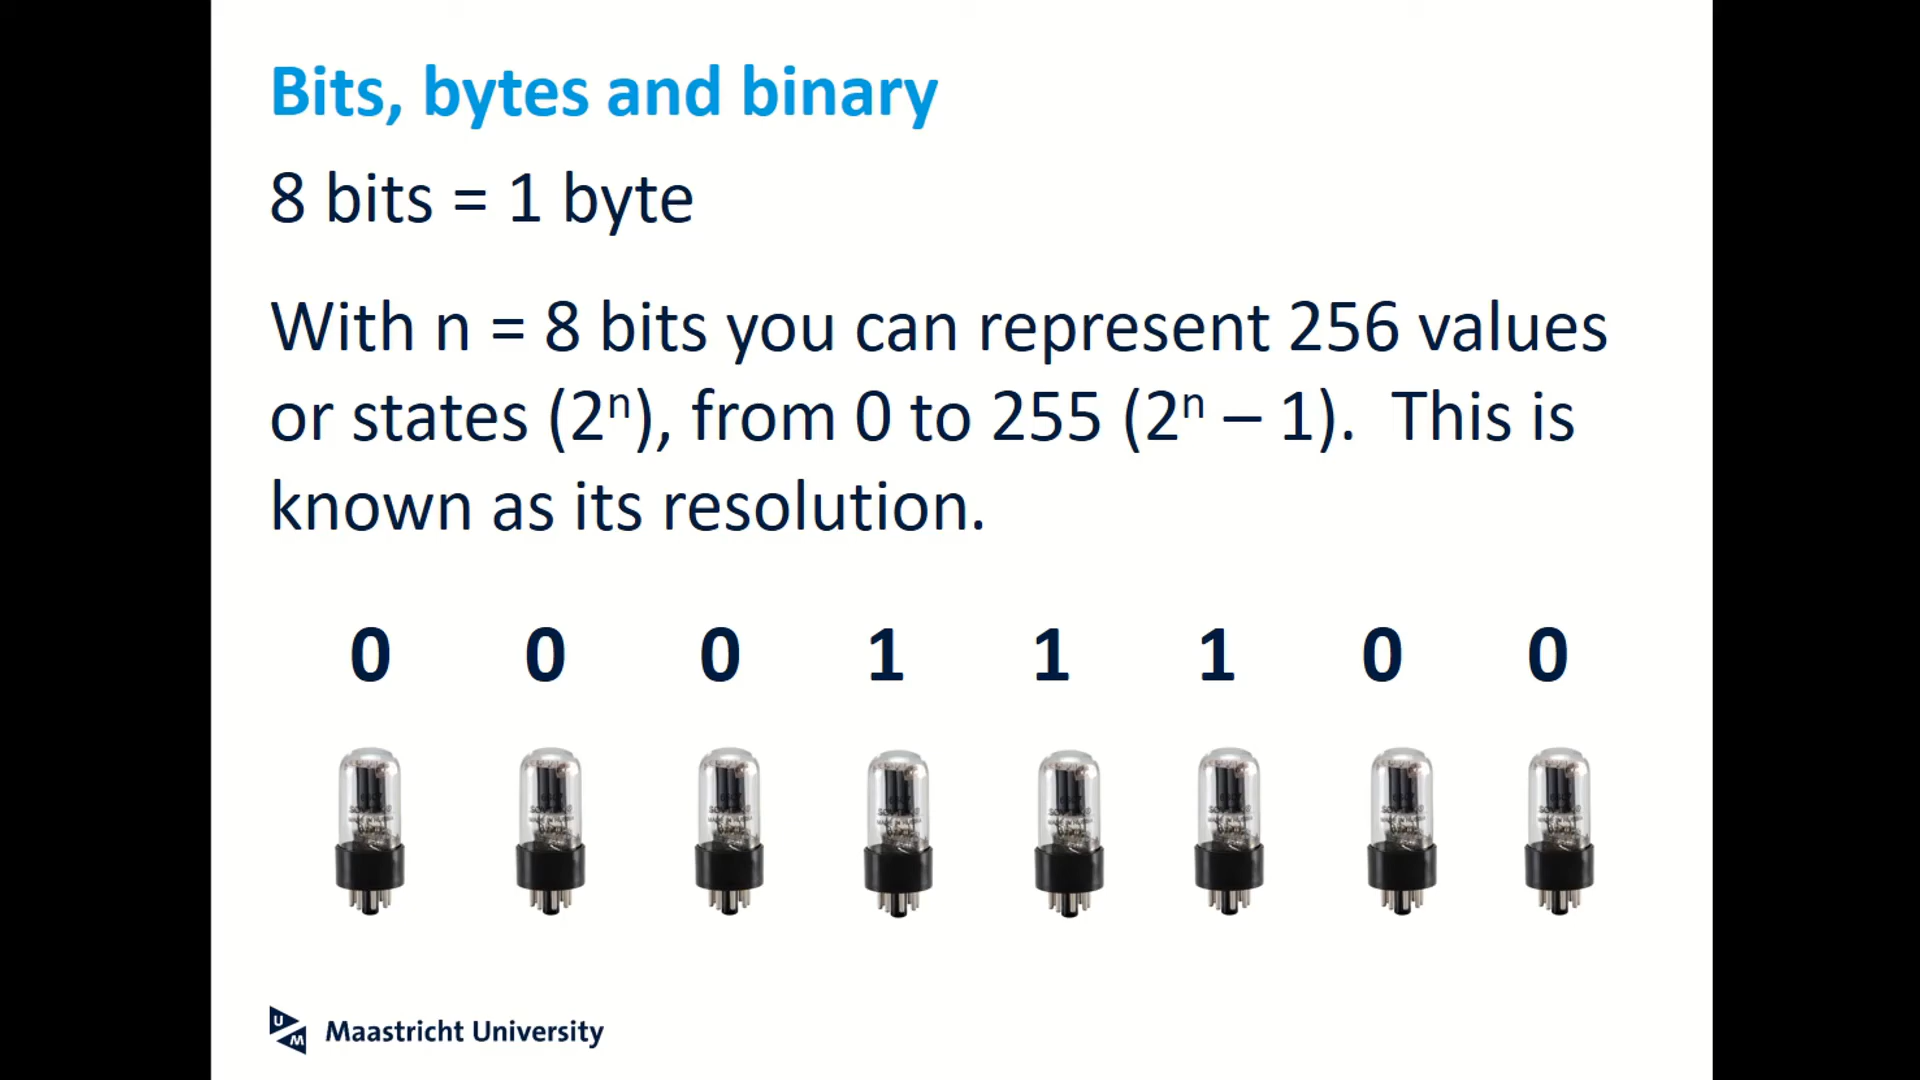 Bits, bytes and binary
8 bits = 1 byte
With n = 8 bits you can represent 256 values
or states (2ⁿ), from 0 to 255 (2ⁿ – 1). This is
known as its resolution.
0 0 0 1 1 1 0 0
UM Maastricht University